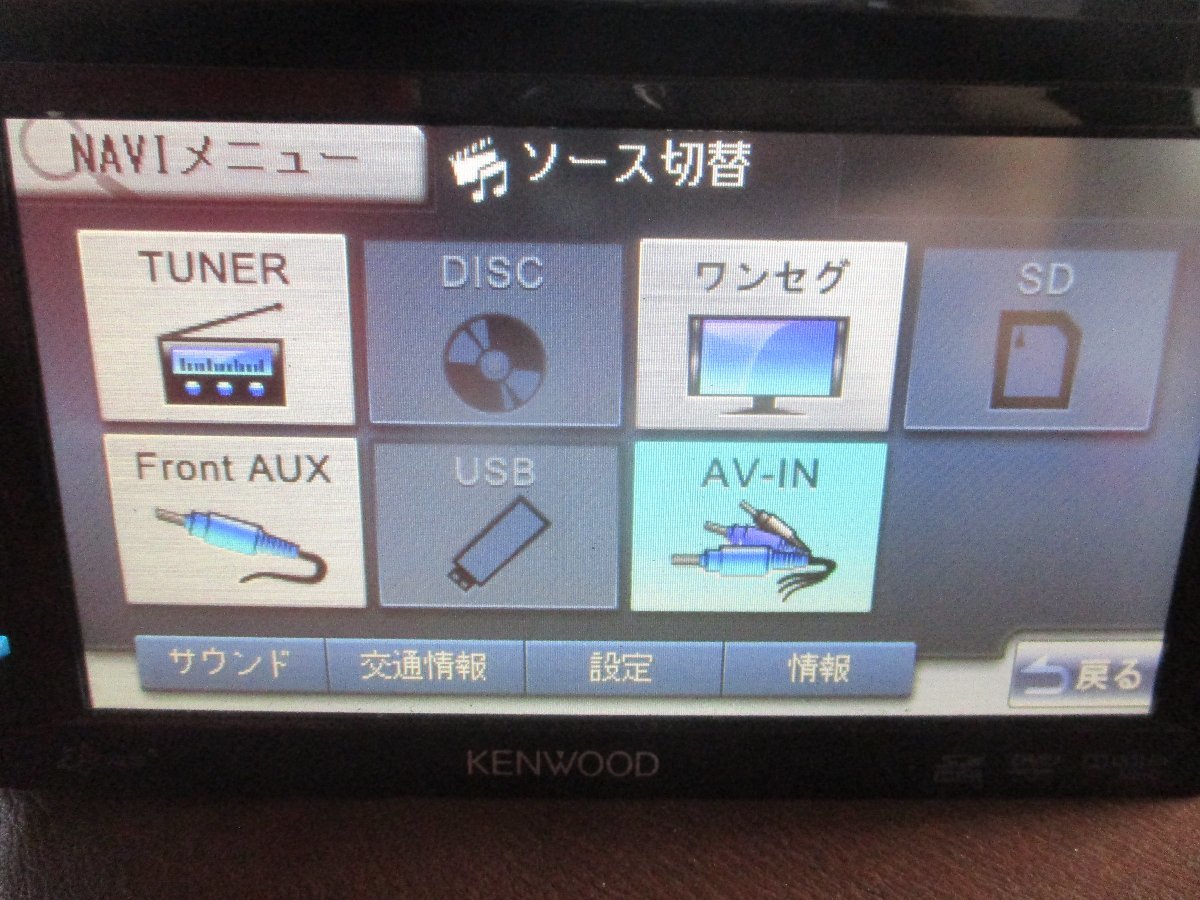 NAVIメニュー
ソース切替
TUNER
DISC
ワンセグ
SD
Front AUX
USB
AV-IN
サウンド
交通情報
設定
情報
戻る
KENWOOD